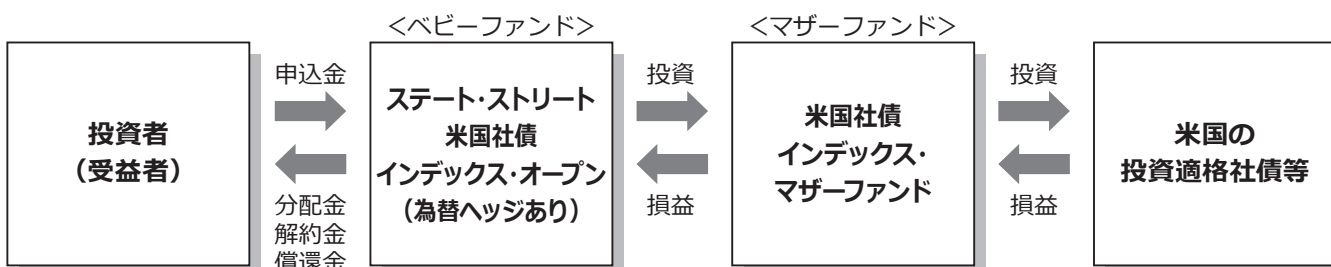 <ベビーファンド>
<マザーファンド>
投資者
(受益者)
申込金
分配金
解約金
償還金
ステート・ストリート
米国社債
インデックス・オープン
(為替ヘッジあり)
投資
損益
米国社債
インデックス・
マザーファンド
投資
損益
米国の
投資適格社債等